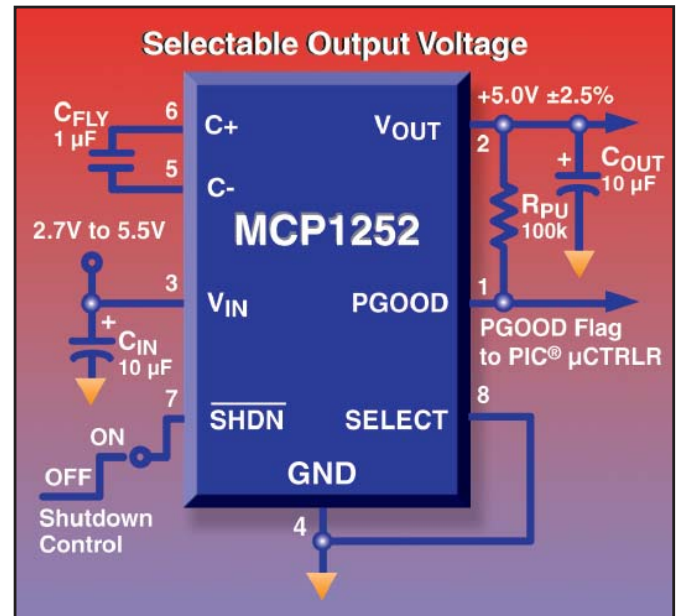 Selectable Output Voltage
CFLY
1 µF
6
C+
5
C-
VOUT
2
+5.0V ±2.5%
+
COUT
10 µF
RPU
100k
MCP1252
2.7V to 5.5V
3
VIN
+
CIN
10 µF
PGOOD
1
PGOOD Flag
to PIC® µCTRLR
7
SHDN
SELECT
8
ON
OFF
Shutdown
Control
GND
4